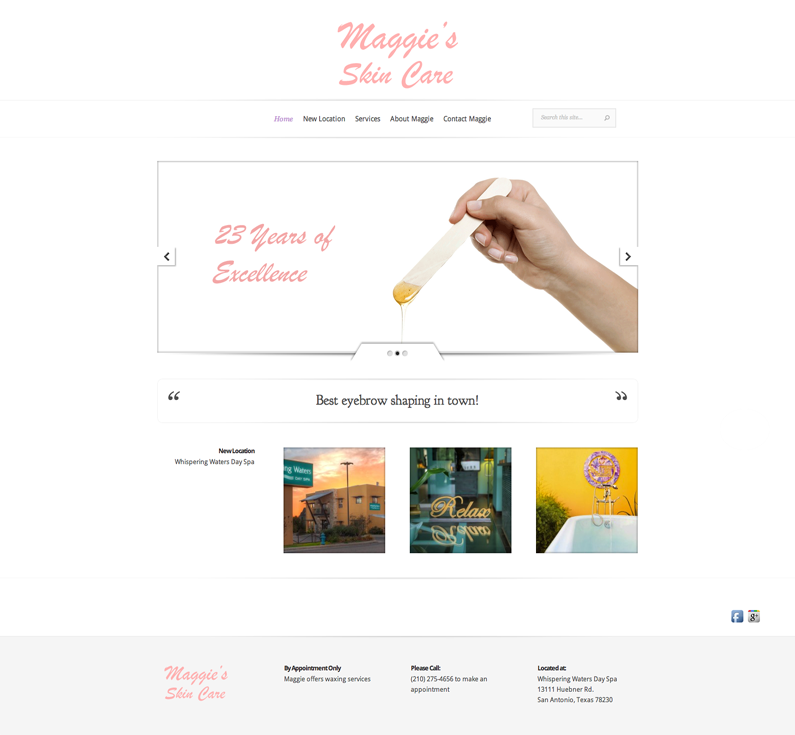 Maggie's
Skin Care
Home New Location Services About Maggie Contact Maggie
Search this site...
23 Years of
Excellence
“ Best eyebrow shaping in town! ”
New Location
Whispering Waters Day Spa
ng Waters
Relax
Maggie's
Skin Care
By Appointment Only
Maggie offers waxing services
Please Call:
(210) 275-4656 to make an
appointment
Located at:
Whispering Waters Day Spa
13111 Huebner Rd.
San Antonio, Texas 78230